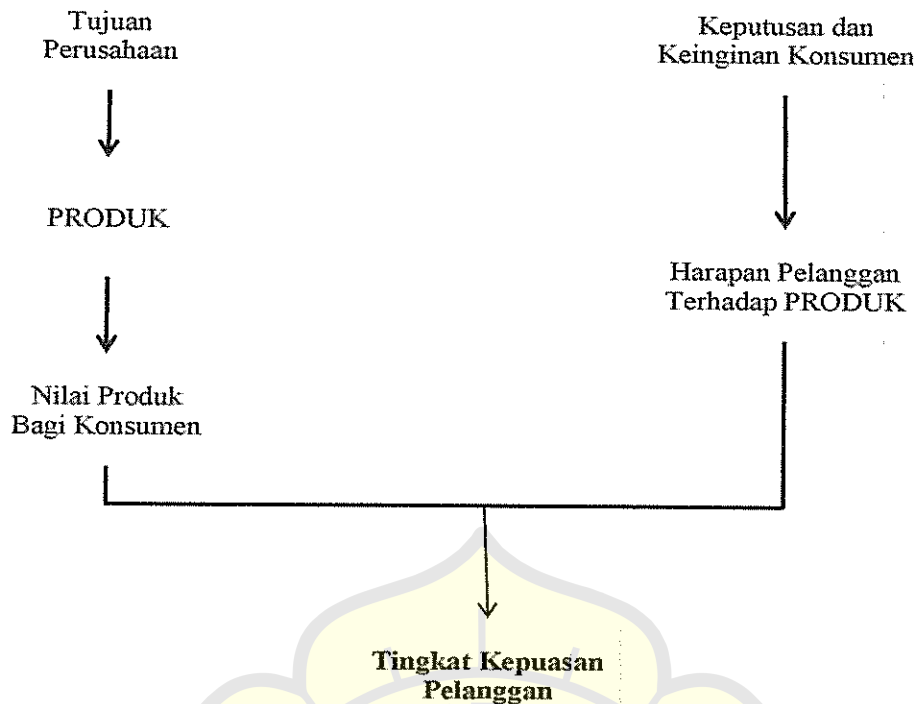 Tujuan
Perusahaan
PRODUK
Nilai Produk
Bagi Konsumen
Keputusan dan
Keinginan Konsumen
Harapan Pelanggan
Terhadap PRODUK
Tingkat Kepuasan
Pelanggan